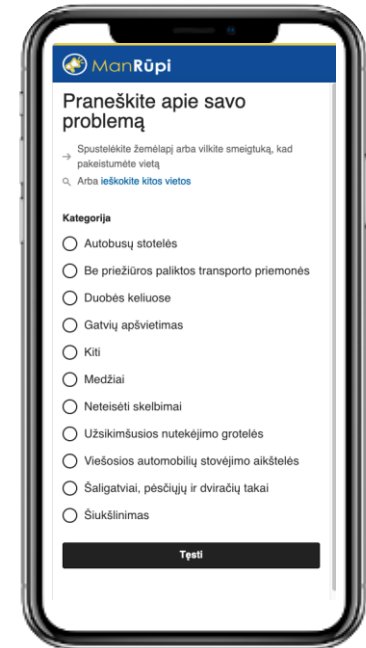 ManRūpi
Praneškite apie savo
problemą
→ Spustelėkite žemėlapį arba vilkite smeigtuką, kad
pakeistumėte vietą
Arba ieškokite kitos vietos
Kategorija
Autobusų stotelės
Be priežiūros paliktos transporto priemonės
Duobės keliuose
Gatvių apšvietimas
Kiti
Medžiai
Neteisėti skelbimai
Užsikimšusios nutekėjimo grotelės
Viešosios automobilių stovėjimo aikštelės
Šaligatviai, pėsčiųjų ir dviračių takai
Šiukšlinimas
Tęsti